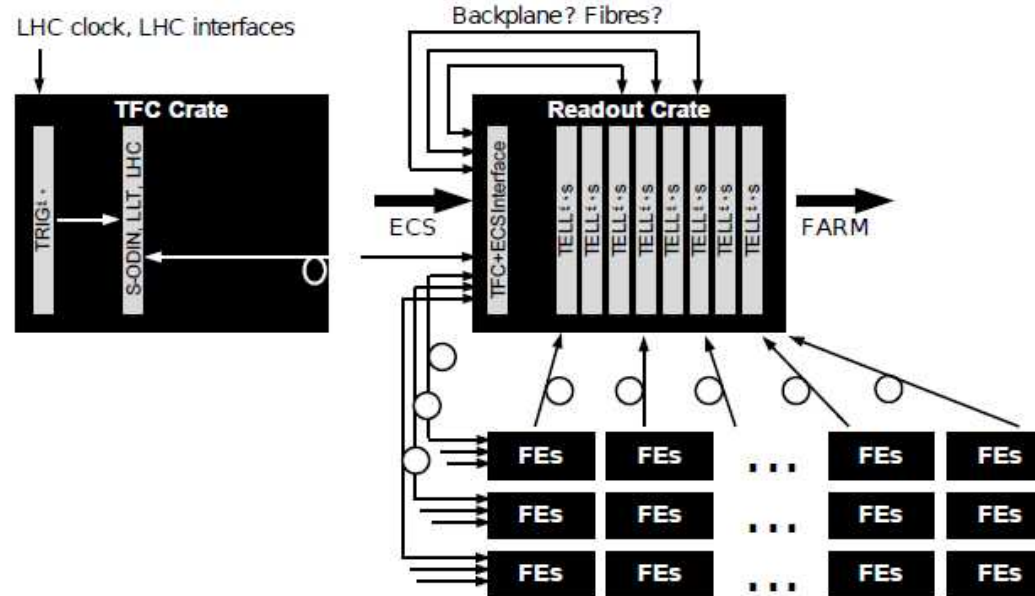 Backplane? Fibres?
LHC clock, LHC interfaces
TFC Crate
Readout Crate
S-ODIN, LLT, LHC
TFC+ECSInterface
ECS
FARM
FEs FEs ... FEs FEs
FEs FEs ... FEs FEs
FEs FEs ... FEs FEs